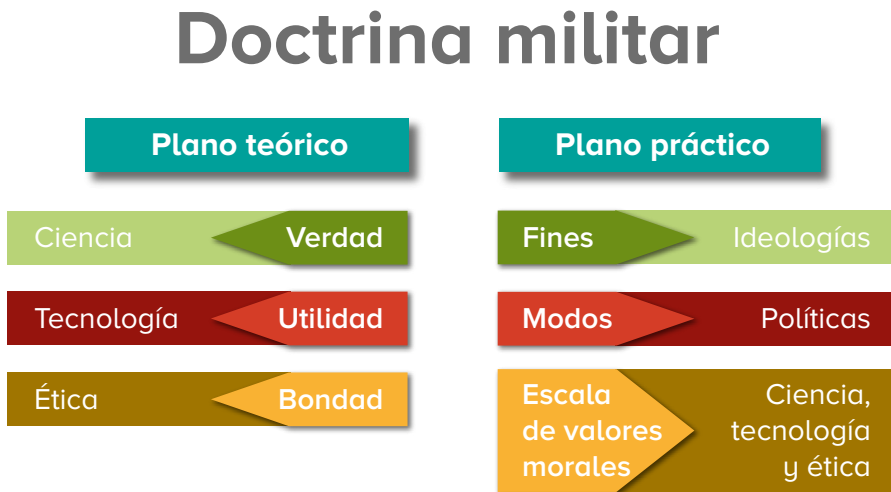 Doctrina militar
Plano teórico
Ciencia Verdad
Tecnología Utilidad
Ética Bondad
Plano práctico
Fines Ideologías
Modos Políticas
Escala Ciencia,
de valores tecnología
morales y ética